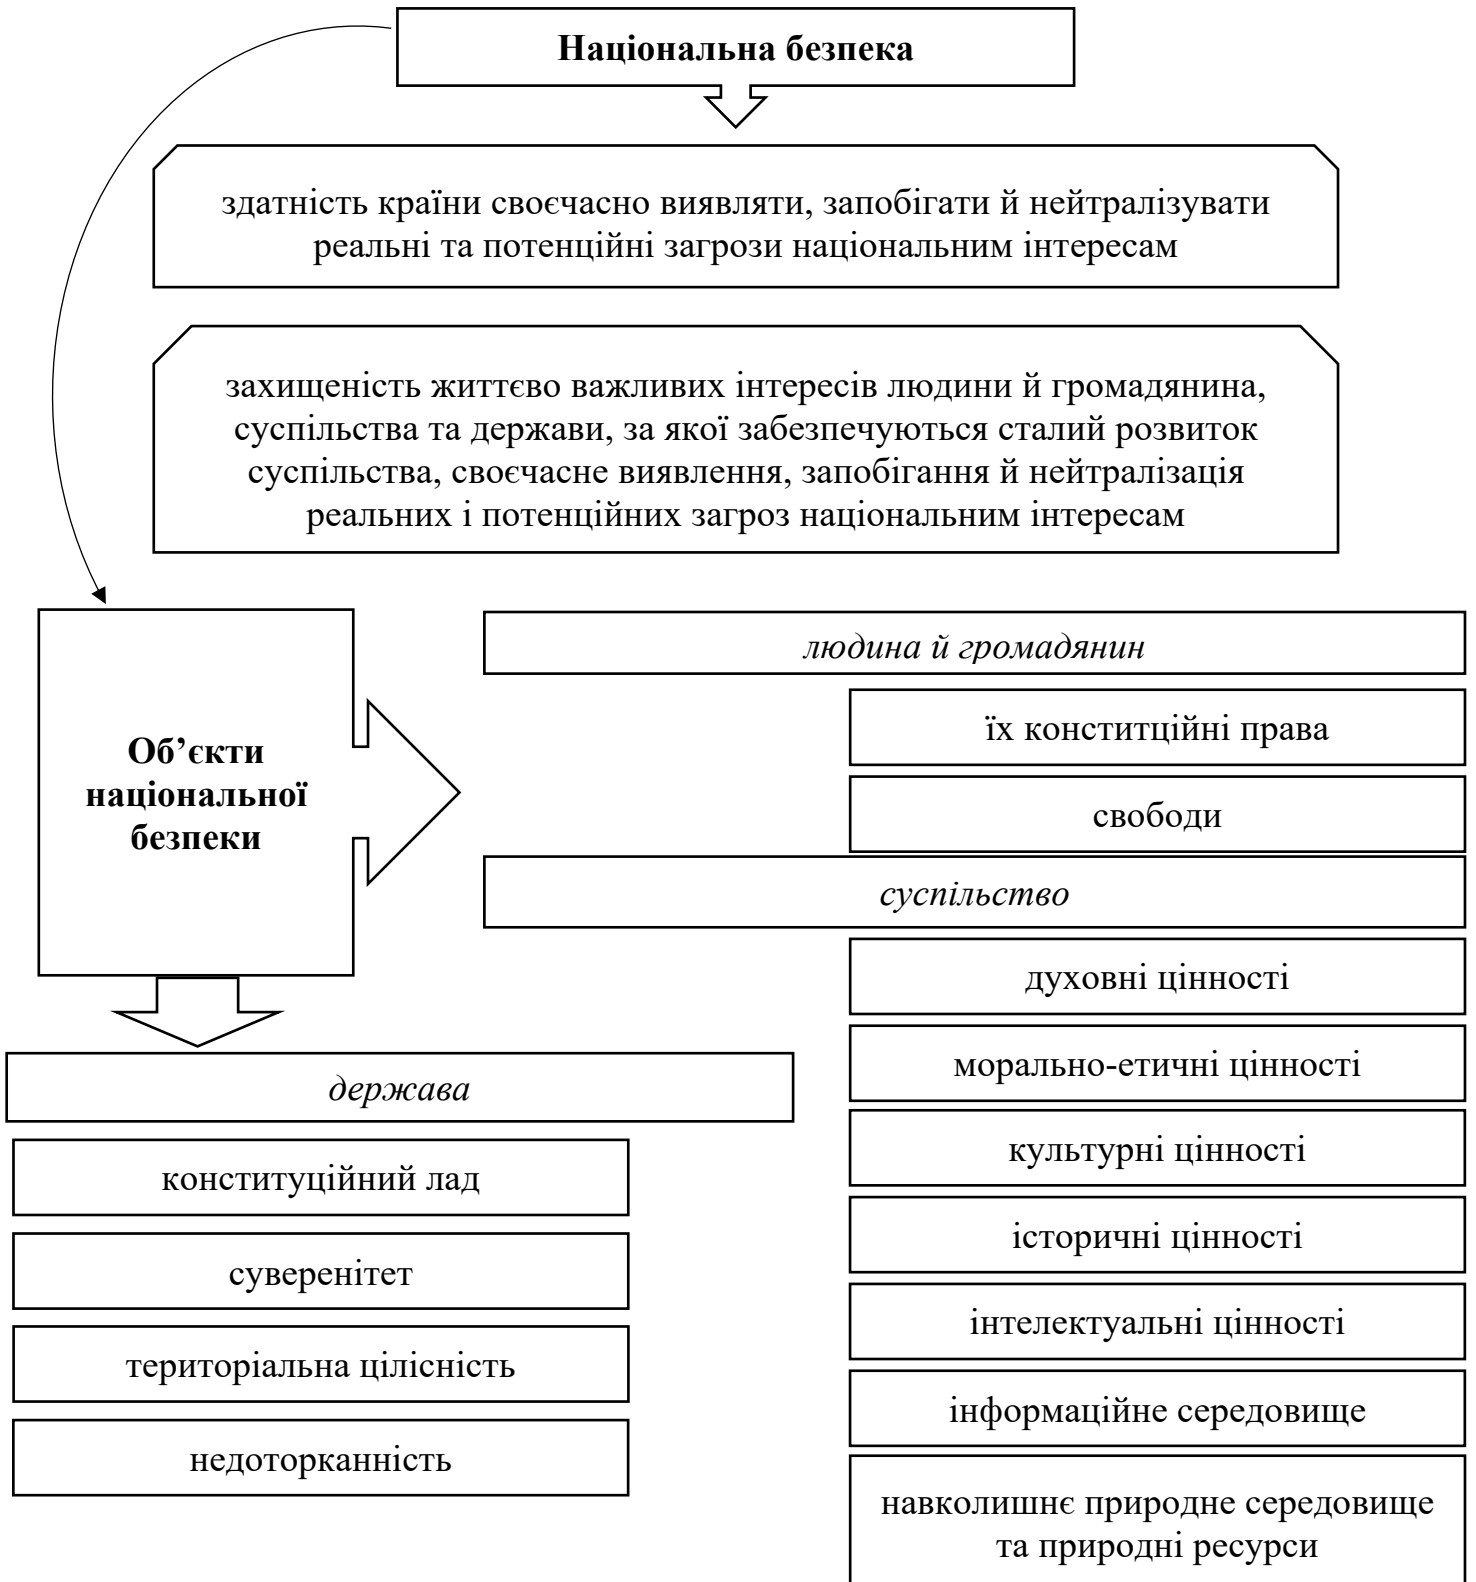 Національна безпека
здатність країни своєчасно виявляти, запобігати й нейтралізувати
реальні та потенційні загрози національним інтересам
захищеність життєво важливих інтересів людини й громадянина,
суспільства та держави, за якої забезпечуються сталий розвиток
суспільства, своєчасне виявлення, запобігання й нейтралізація
реальних і потенційних загроз національним інтересам
Об’єкти
національної
безпеки
людина й громадянин
їх конститційні права
свободи
суспільство
духовні цінності
морально-етичні цінності
культурні цінності
історичні цінності
інтелектуальні цінності
інформаційне середовище
навколишнє природне середовище
та природні ресурси
держава
конституційний лад
суверенітет
територіальна цілісність
недоторканність